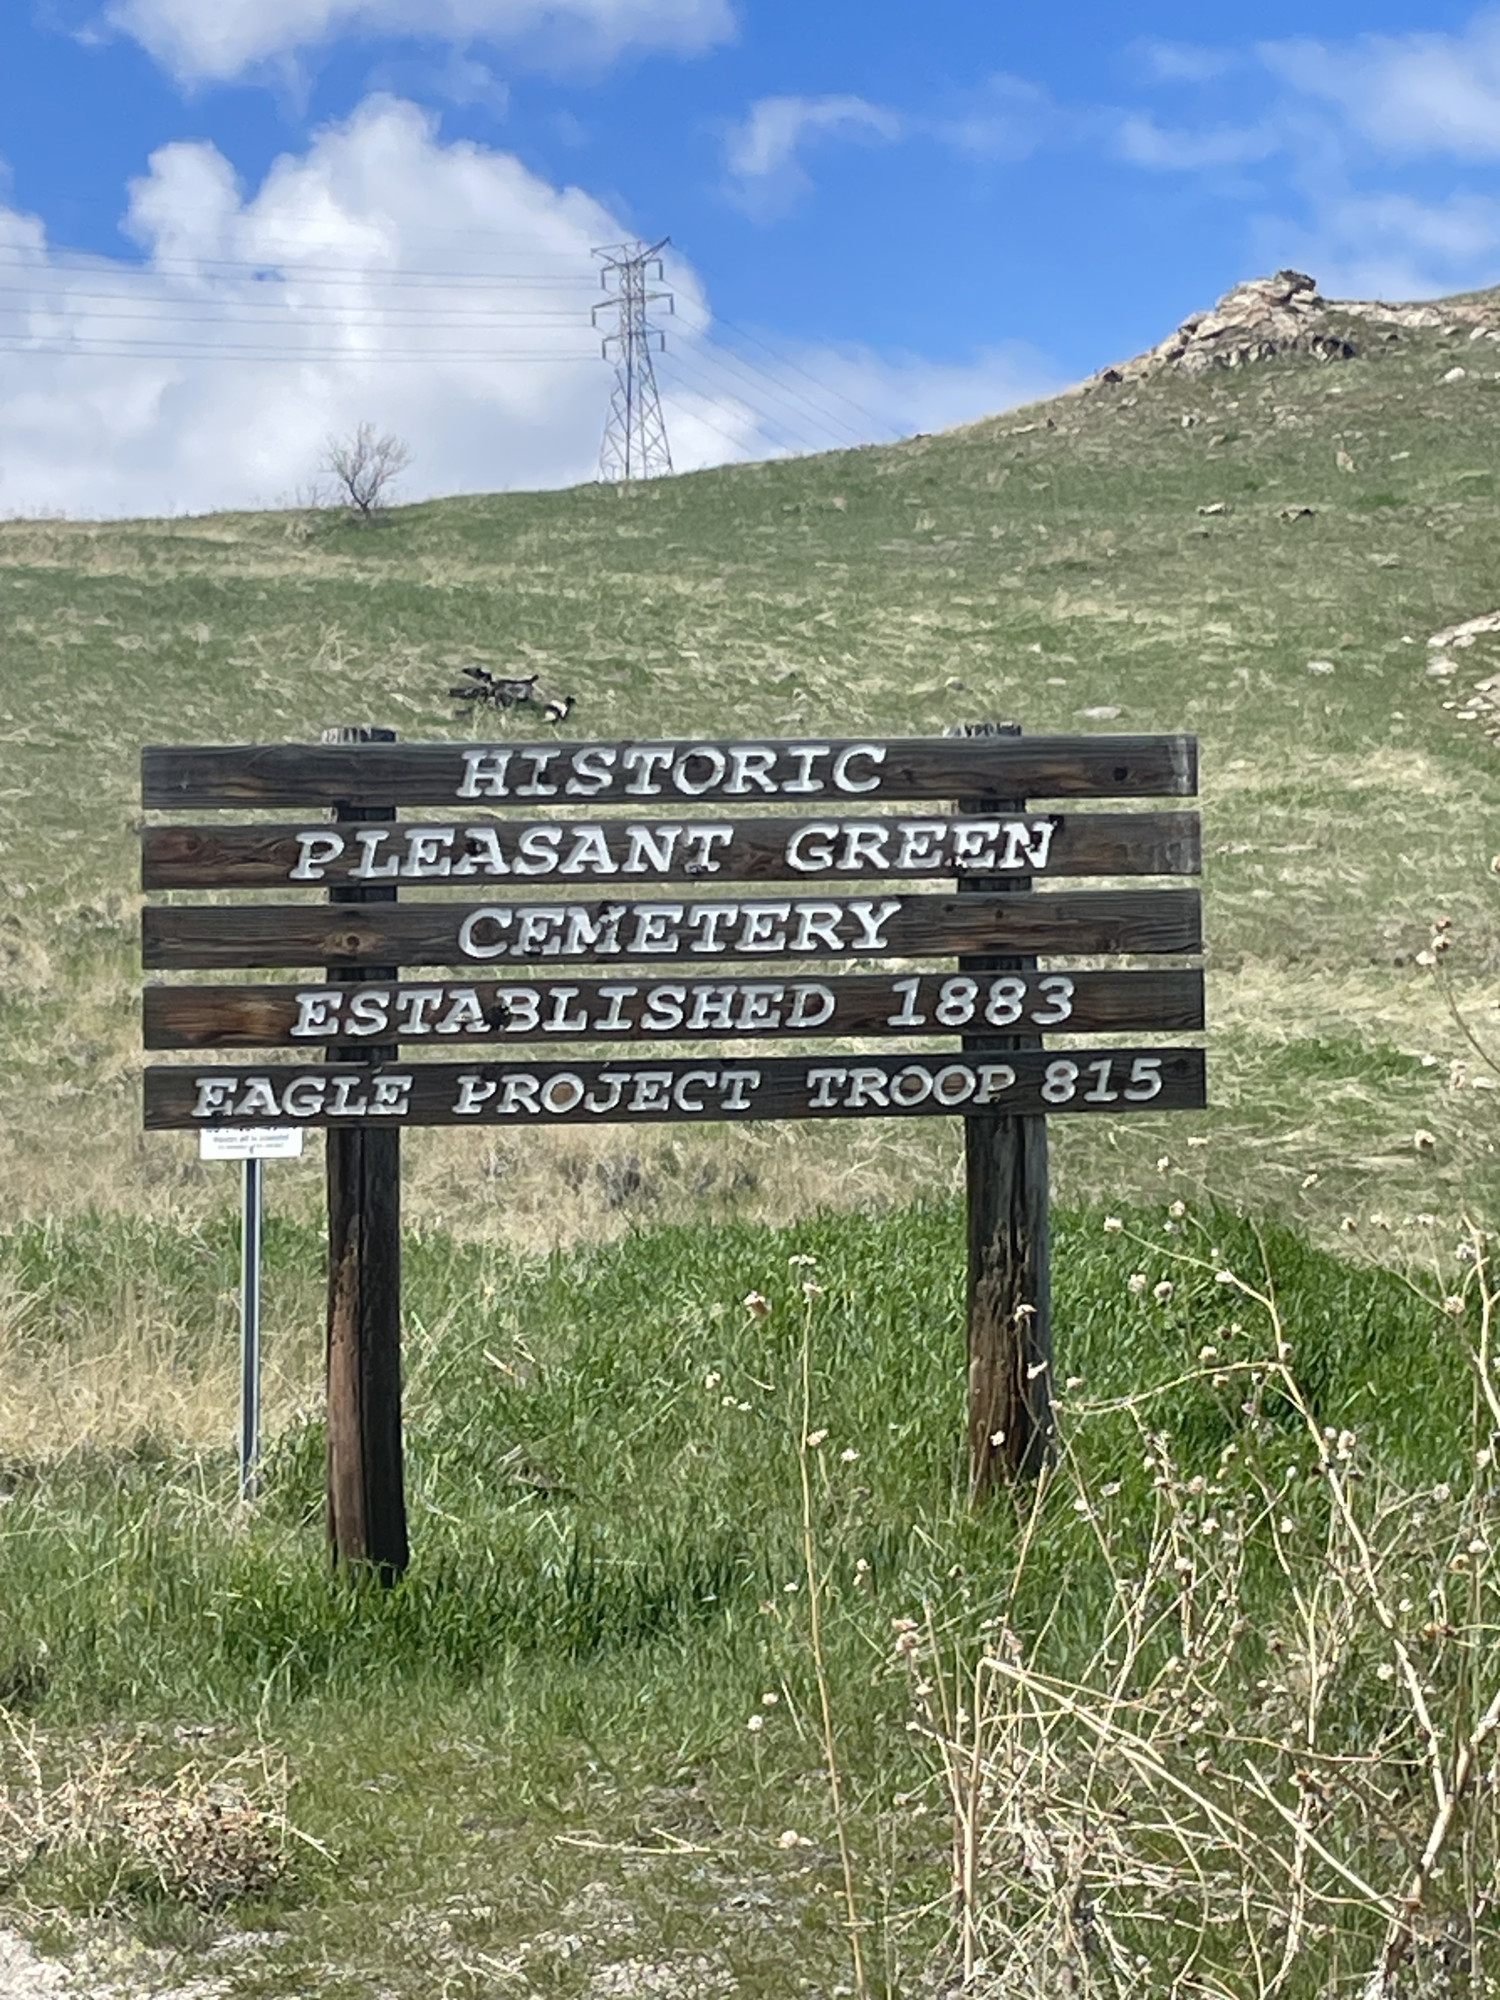 HISTORIC
PLEASANT GREEN
CEMETERY
ESTABLISHED 1883
EAGLE PROJECT TROOP 815